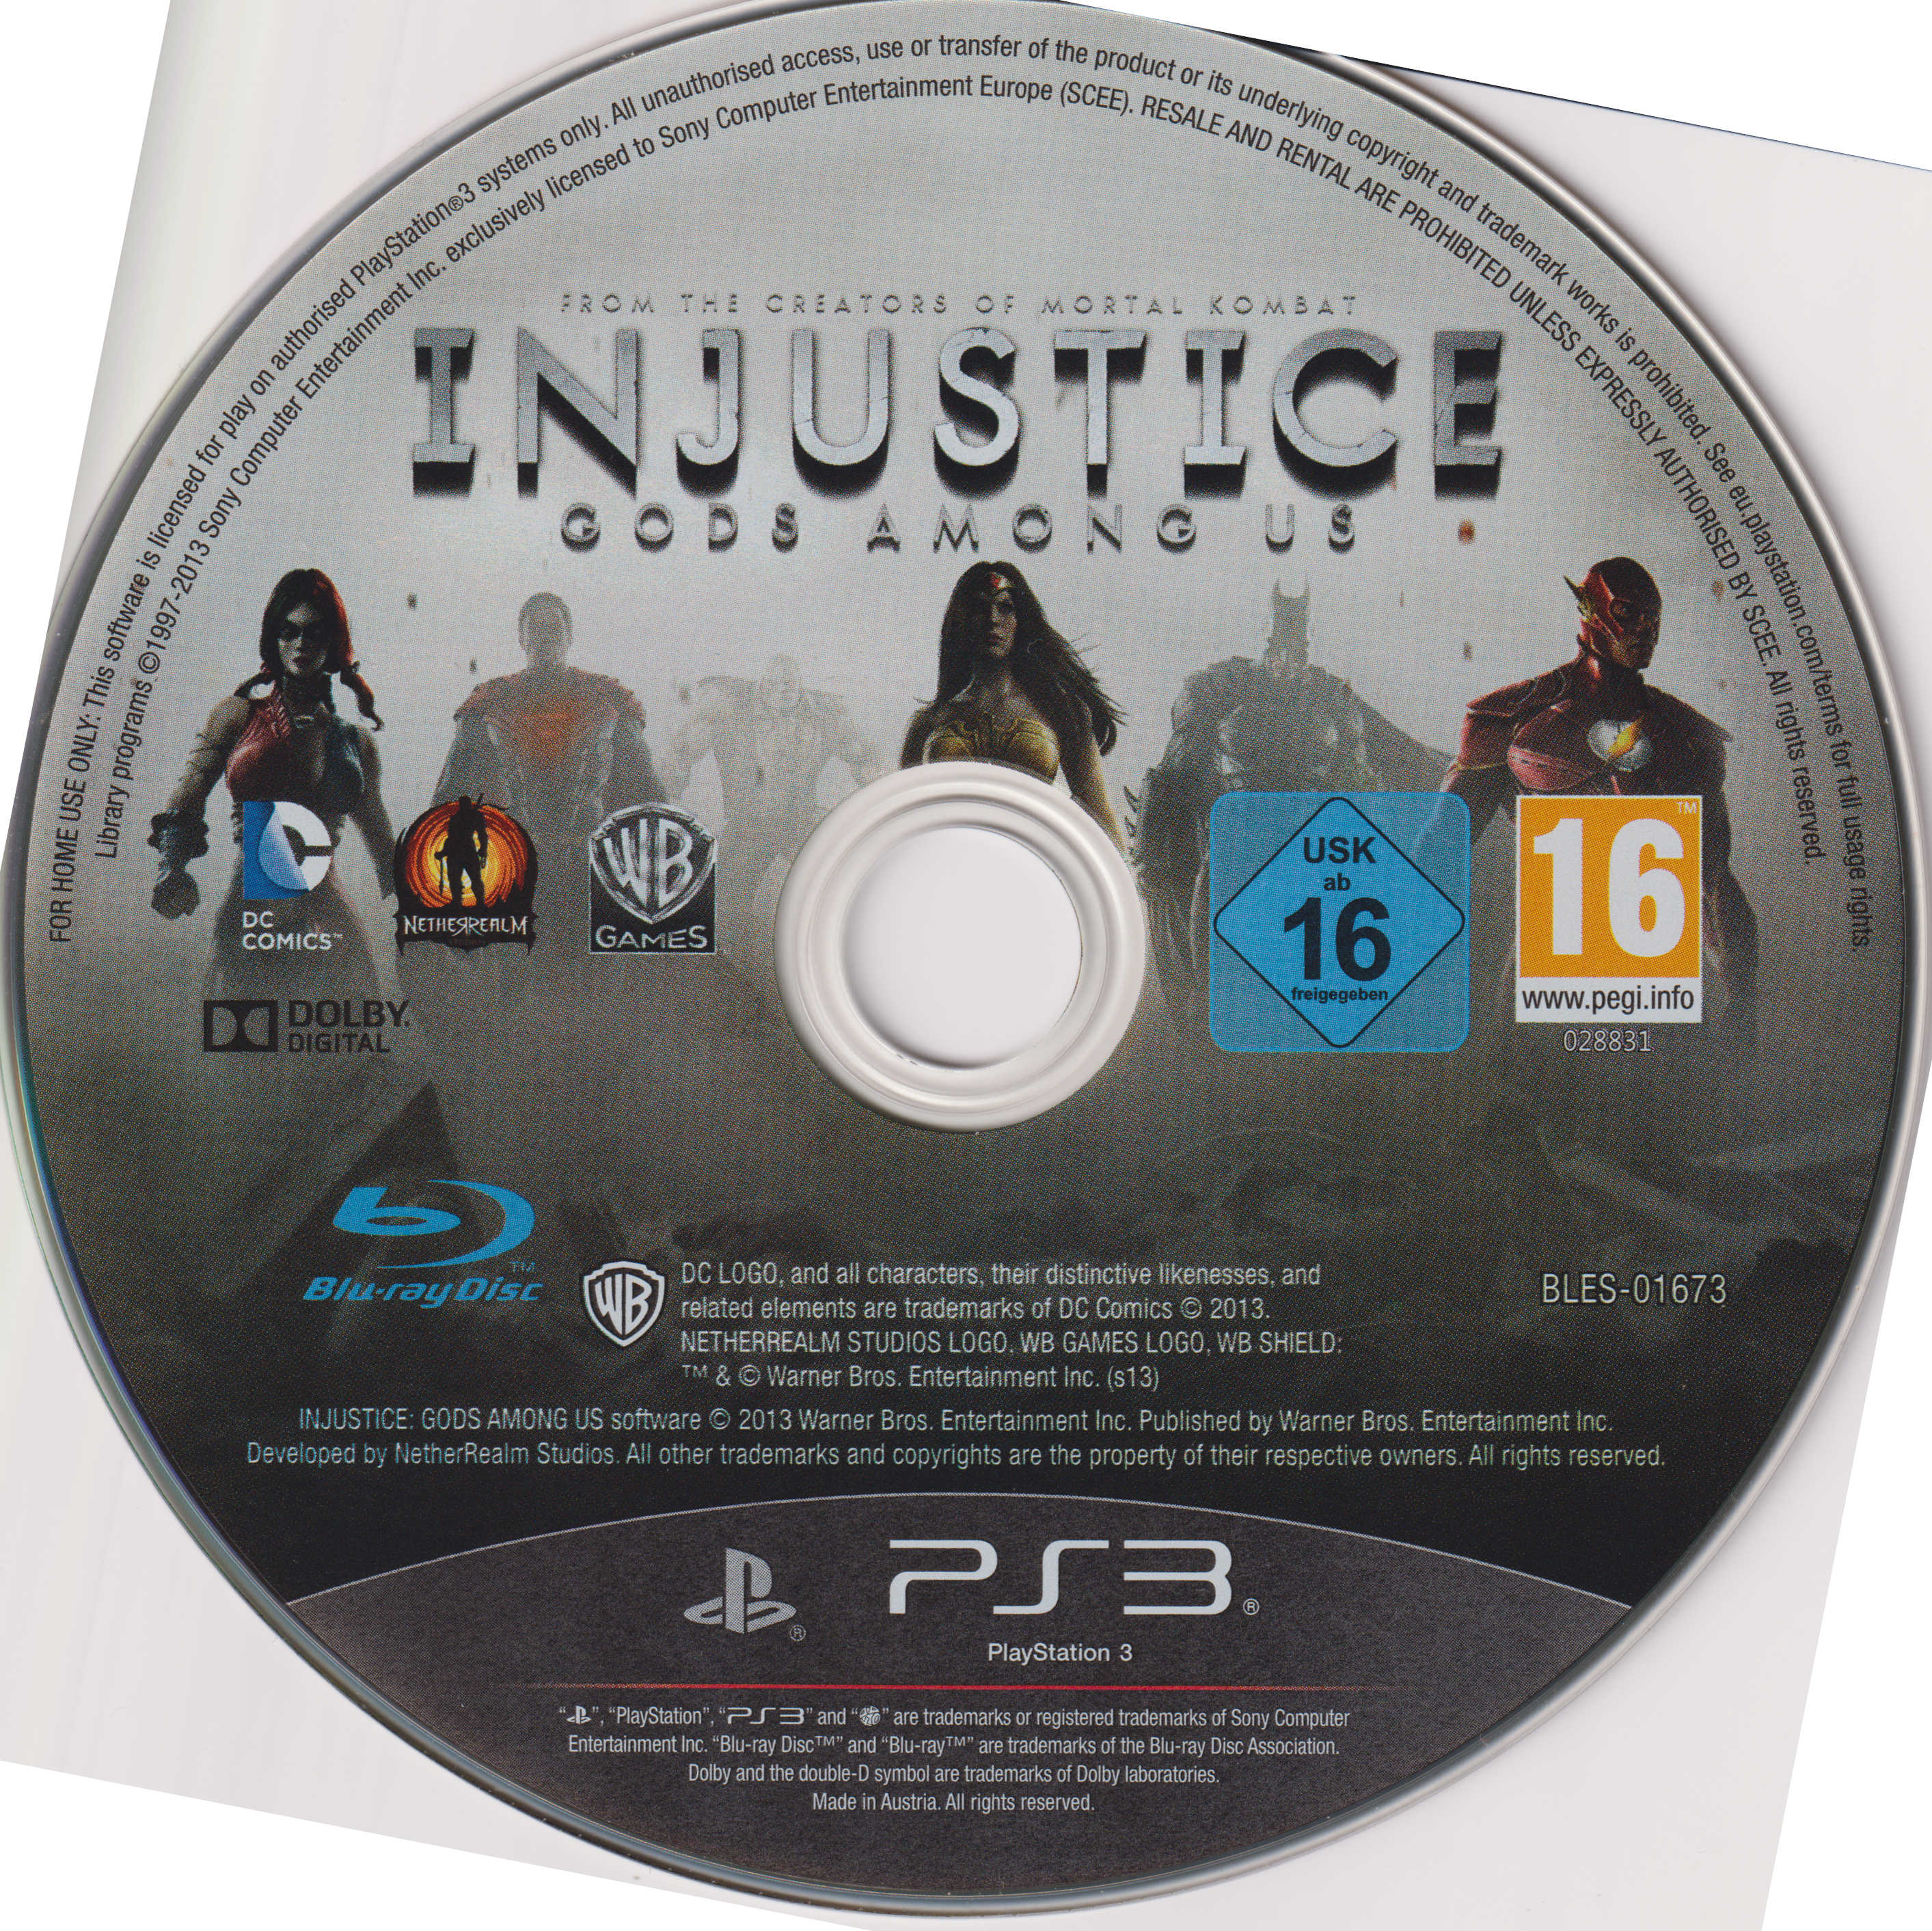 FOR HOME USE ONLY: This software is licensed for play on authorised PlayStation®3 systems only. All unauthorised access, use or transfer of the product or its underlying copyright and trademark works is prohibited. See eu.playstation.com/terms for full usage rights.
Library programs ©1997-2013 Sony Computer Entertainment Inc. exclusively licensed to Sony Computer Entertainment Europe (SCEE). RESALE AND RENTAL ARE PROHIBITED UNLESS EXPRESSLY AUTHORISED BY SCEE. All rights reserved.
FROM THE CREATORS OF MORTAL KOMBAT
INJUSTICE
GODS AMONG US
DC
COMICS™
NETHERREALM
WB
GAMES
USK
ab
16
freigegeben
16™
www.pegi.info
028831
DOLBY
DIGITAL
Blu-ray Disc™
WB
DC LOGO, and all characters, their distinctive likenesses, and
related elements are trademarks of DC Comics © 2013.
NETHERREALM STUDIOS LOGO, WB GAMES LOGO, WB SHIELD:
™ & © Warner Bros. Entertainment Inc. (s13)
BLES-01673
INJUSTICE: GODS AMONG US software © 2013 Warner Bros. Entertainment Inc. Published by Warner Bros. Entertainment Inc.
Developed by NetherRealm Studios. All other trademarks and copyrights are the property of their respective owners. All rights reserved.
® PS3®
PlayStation 3
“ ”, “PlayStation”, “PS3” and “ ” are trademarks or registered trademarks of Sony Computer
Entertainment Inc. “Blu-ray Disc™” and “Blu-ray™” are trademarks of the Blu-ray Disc Association.
Dolby and the double-D symbol are trademarks of Dolby laboratories.
Made in Austria. All rights reserved.